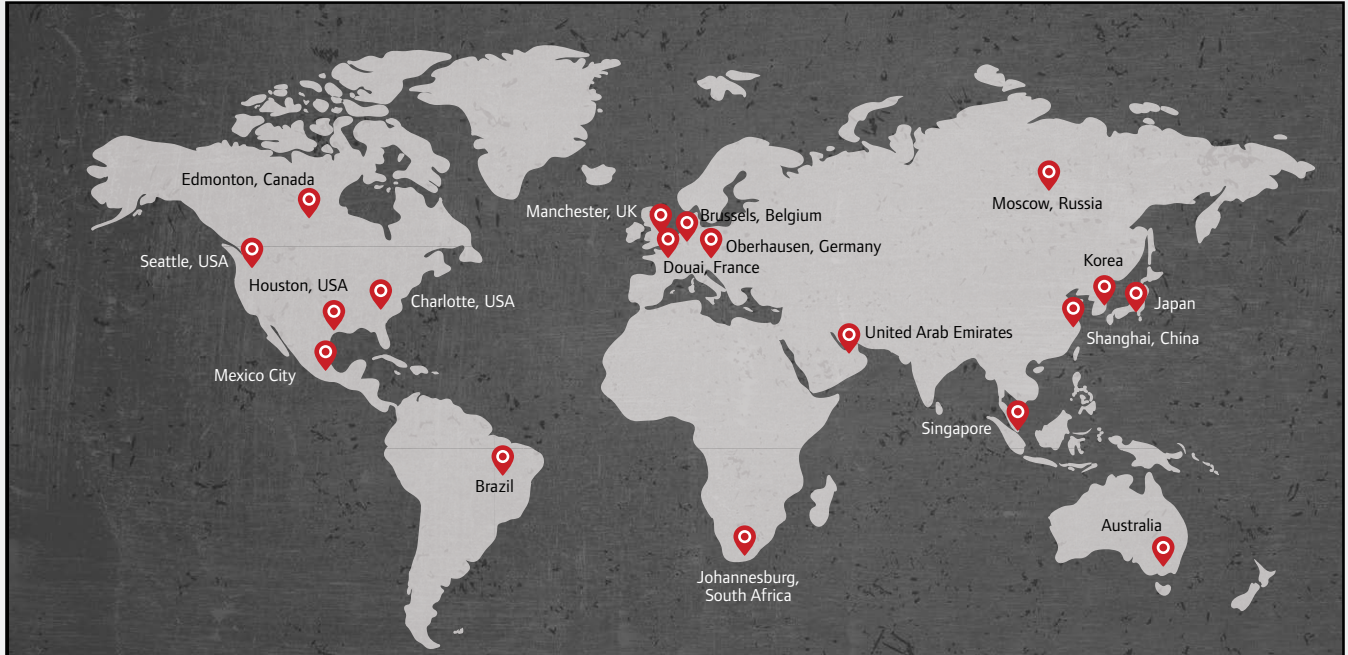 Edmonton, Canada
Manchester, UK
Brussels, Belgium
Moscow, Russia
Seattle, USA
Oberhausen, Germany
Douai, France
Korea
Houston, USA
Charlotte, USA
Japan
United Arab Emirates
Shanghai, China
Mexico City
Singapore
Brazil
Australia
Johannesburg,
South Africa